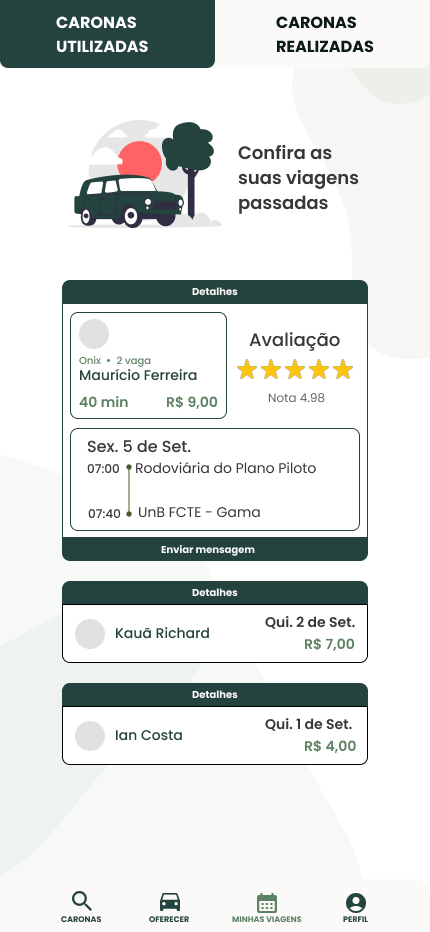 CARONAS
UTILIZADAS
CARONAS
REALIZADAS
Confira as
suas viagens
passadas
Detalhes
Onix • 2 vaga
Maurício Ferreira
40 min R$ 9,00
Avaliação
Nota 4.98
Sex. 5 de Set.
07:00 Rodoviária do Plano Piloto
07:40 UnB FCTE - Gama
Enviar mensagem
Detalhes
Kauã Richard
Qui. 2 de Set.
R$ 7,00
Detalhes
Ian Costa
Qui. 1 de Set.
R$ 4,00
CARONAS OFERECER MINHAS VIAGENS PERFIL